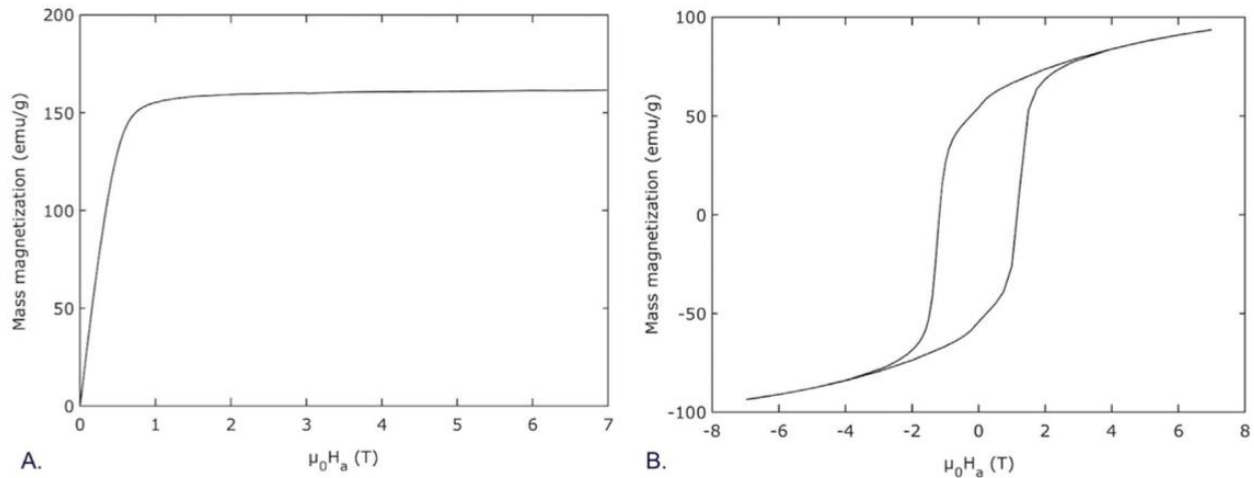 200
150
100
50
0
Mass magnetization (emu/g)
0 1 2 3 4 5 6 7
μ₀Hₐ (T)
A.
100
50
0
-50
-100
Mass magnetization (emu/g)
-8 -6 -4 -2 0 2 4 6 8
μ₀Hₐ (T)
B.